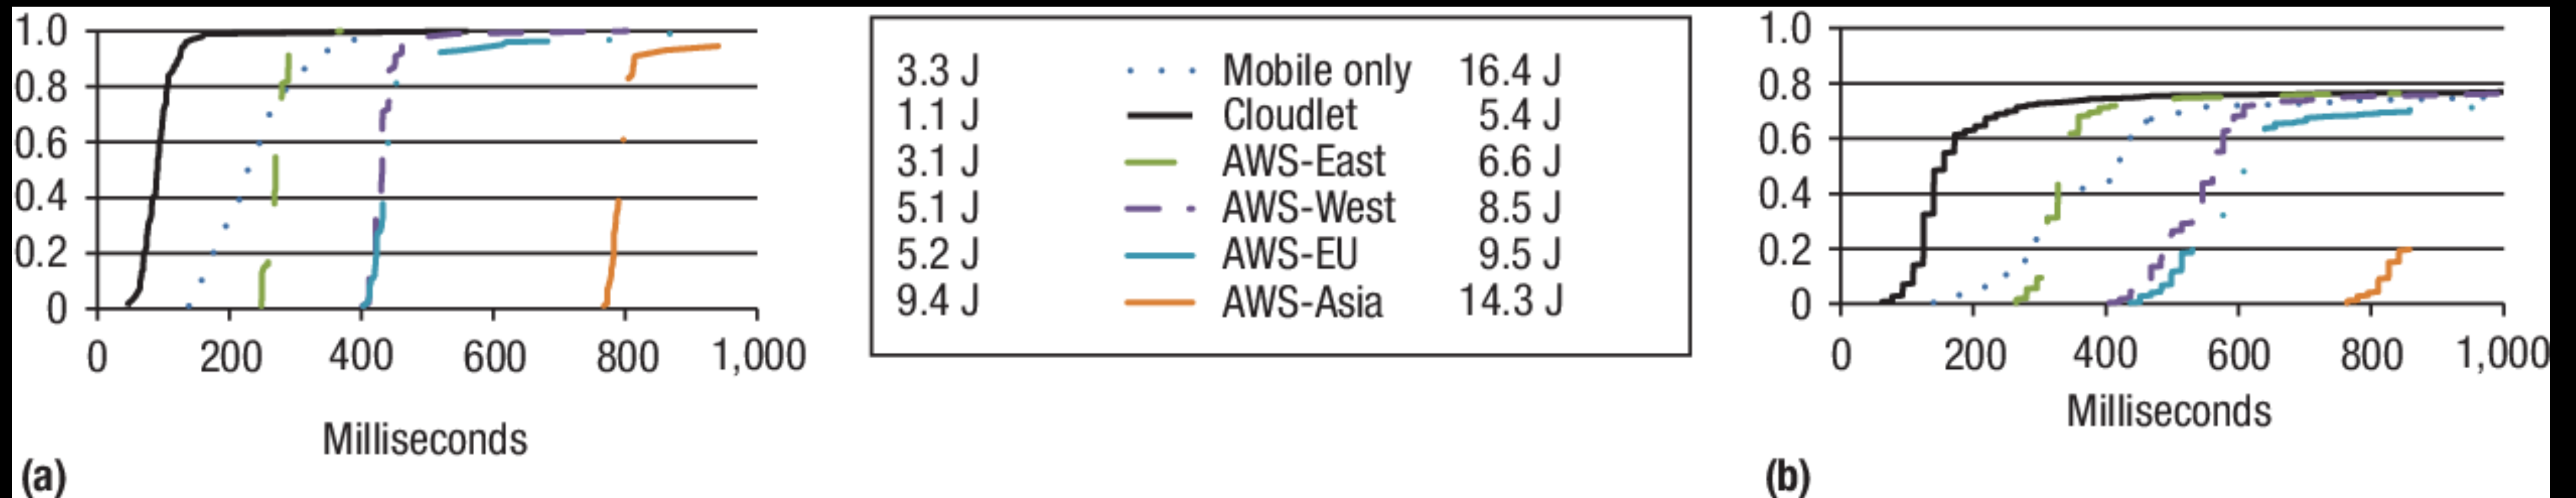 1.0
0.8
0.6
0.4
0.2
0
0 200 400 600 800 1,000
Milliseconds
(a)
3.3 J Mobile only 16.4 J
1.1 J Cloudlet 5.4 J
3.1 J AWS-East 6.6 J
5.1 J AWS-West 8.5 J
5.2 J AWS-EU 9.5 J
9.4 J AWS-Asia 14.3 J
1.0
0.8
0.6
0.4
0.2
0
0 200 400 600 800 1,000
Milliseconds
(b)